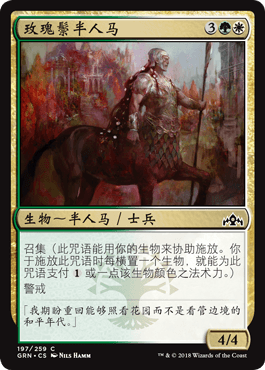 玫瑰鬃半人马 3
生物～半人马／士兵
召集（此咒语能用你的生物来协助施放。你
于施放此咒语时每横置一个生物，就能为此
咒语支付 1 或一点该生物颜色之法术力。）
警戒
「我期盼重回能够照看花园而不是看管边境的
和平年代。」
4/4
197/259 C
GRN • CS NILS HAMM
™ & © 2018 Wizards of the Coast